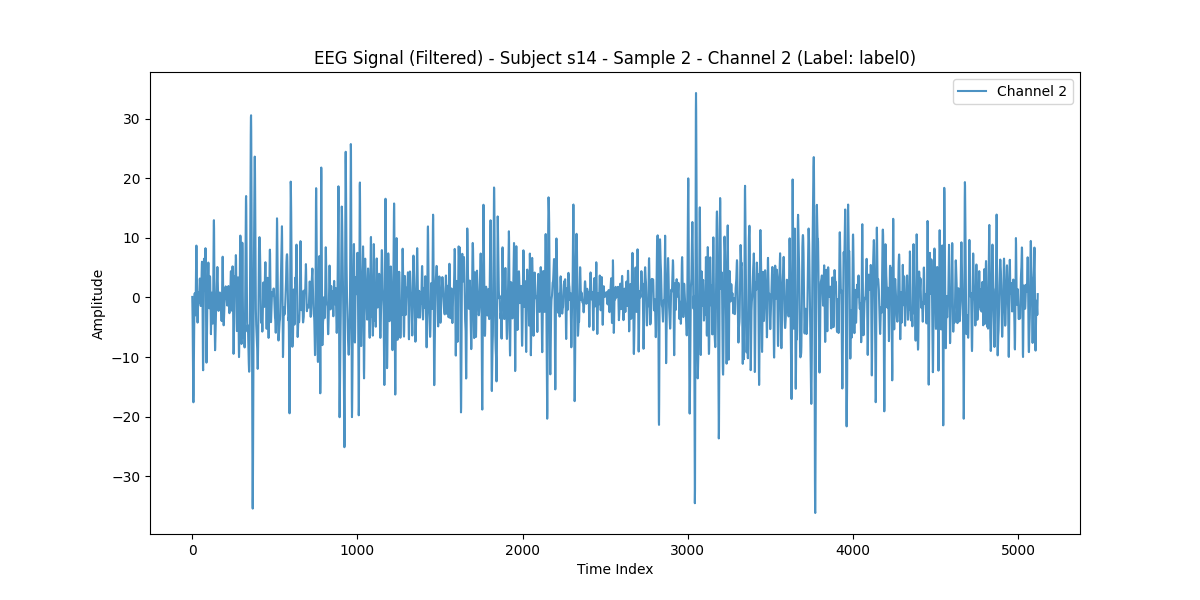 EEG Signal (Filtered) - Subject s14 - Sample 2 - Channel 2 (Label: label0)
Channel 2
Amplitude
30
20
10
0
−10
−20
−30
0 1000 2000 3000 4000 5000
Time Index